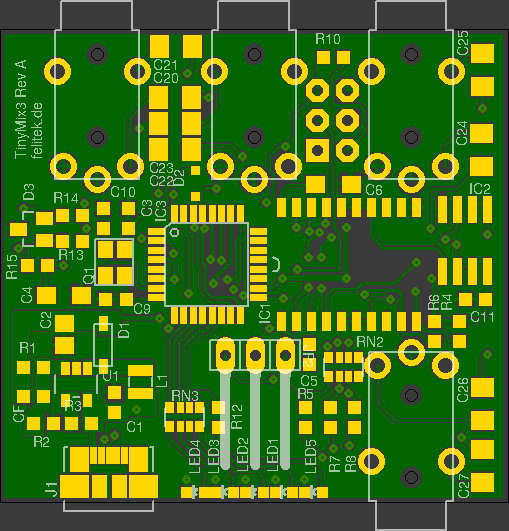 TinyMix3 Rev A
felitek.de
C21
C20
R10
C25
C24
C23
C22
D2
C6
IC2
D3
R14
C10
C3
IC3
R13
R15
Q1
C4
C9
IC1
R6
R4
C11
C2
D1
RN2
R1
U1
L1
C5
RN3
CF
R3
R12
R5
C26
R2
C1
LED4
LED3
LED2
LED1
LED5
R7
R8
J1
C27